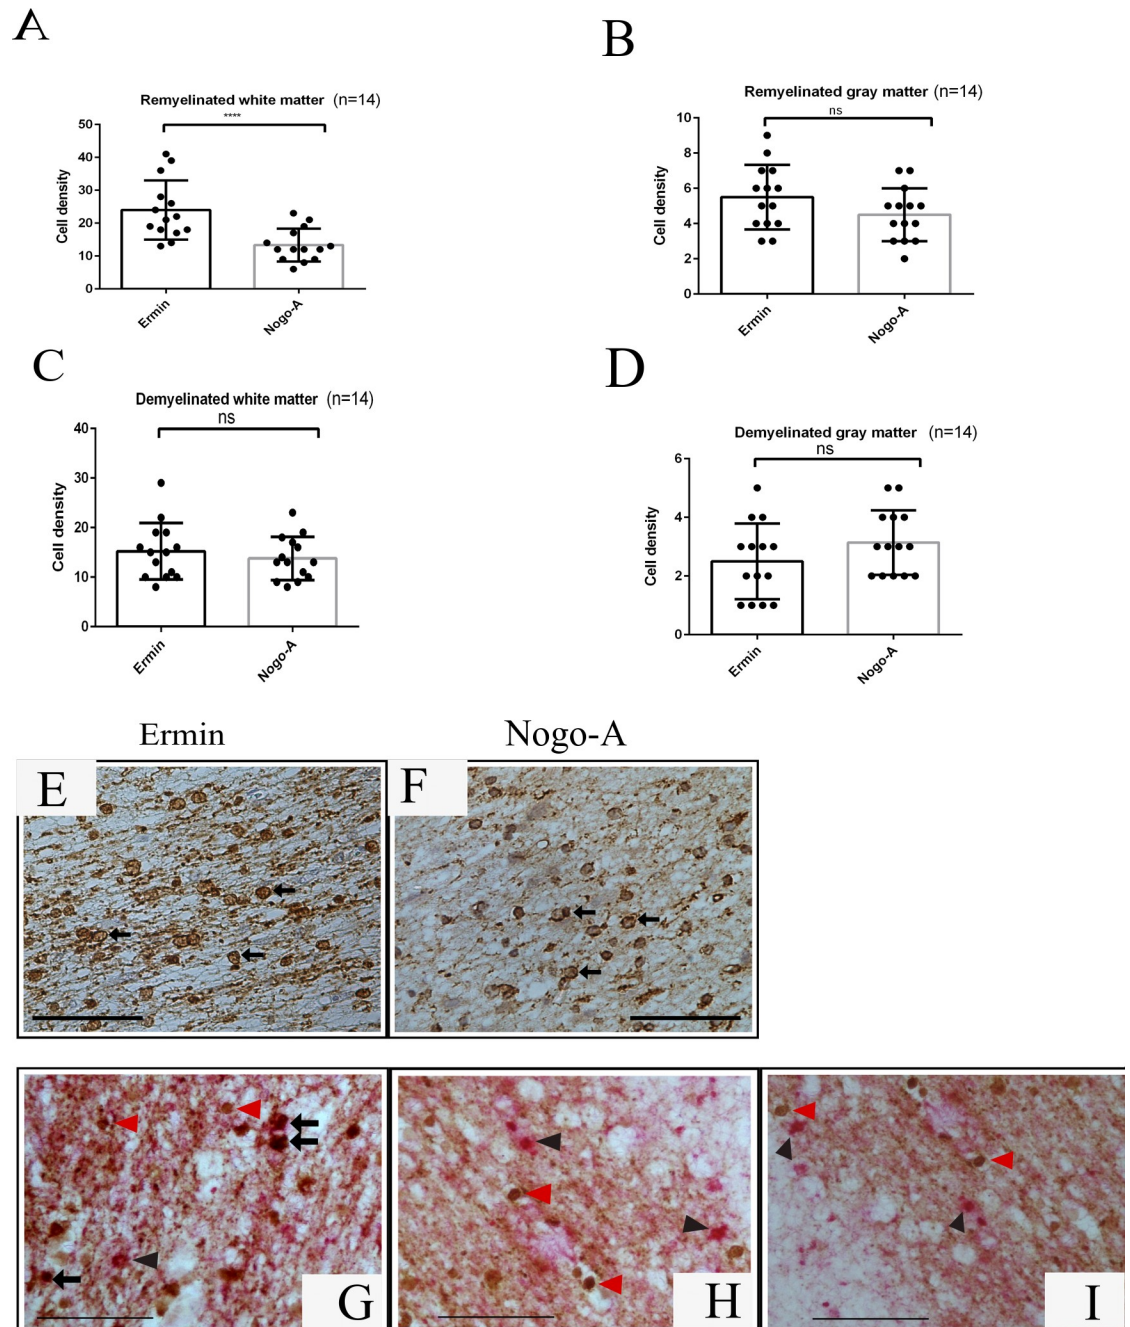 A
Remyelinated white matter (n=14)
****
50
40
30
20
10
0
Cell density
Ermin
Nogo-A
B
Remyelinated gray matter (n=14)
ns
10
8
6
4
2
0
Cell density
Ermin
Nogo-A
C
Demyelinated white matter (n=14)
ns
40
30
20
10
0
Cell density
Ermin
Nogo-A
D
Demyelinated gray matter (n=14)
ns
6
4
2
0
Cell density
Ermin
Nogo-A
Ermin
Nogo-A
E
F
G
H
I